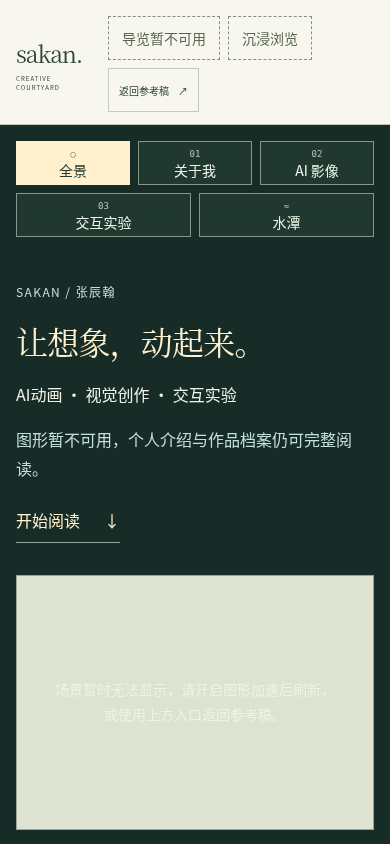 sakan.
CREATIVE
COURTYARD
导览暂不可用
沉浸浏览
返回参考稿 ↗
○
全景
01
关于我
02
AI 影像
03
交互实验
≈
水潭
SAKAN / 张辰翰
让想象，动起来。
AI动画 · 视觉创作 · 交互实验
图形暂不可用，个人介绍与作品档案仍可完整阅
读。
开始阅读 ↓
场景暂时无法显示，请开启图形加速后刷新，
或使用上方入口返回参考稿。